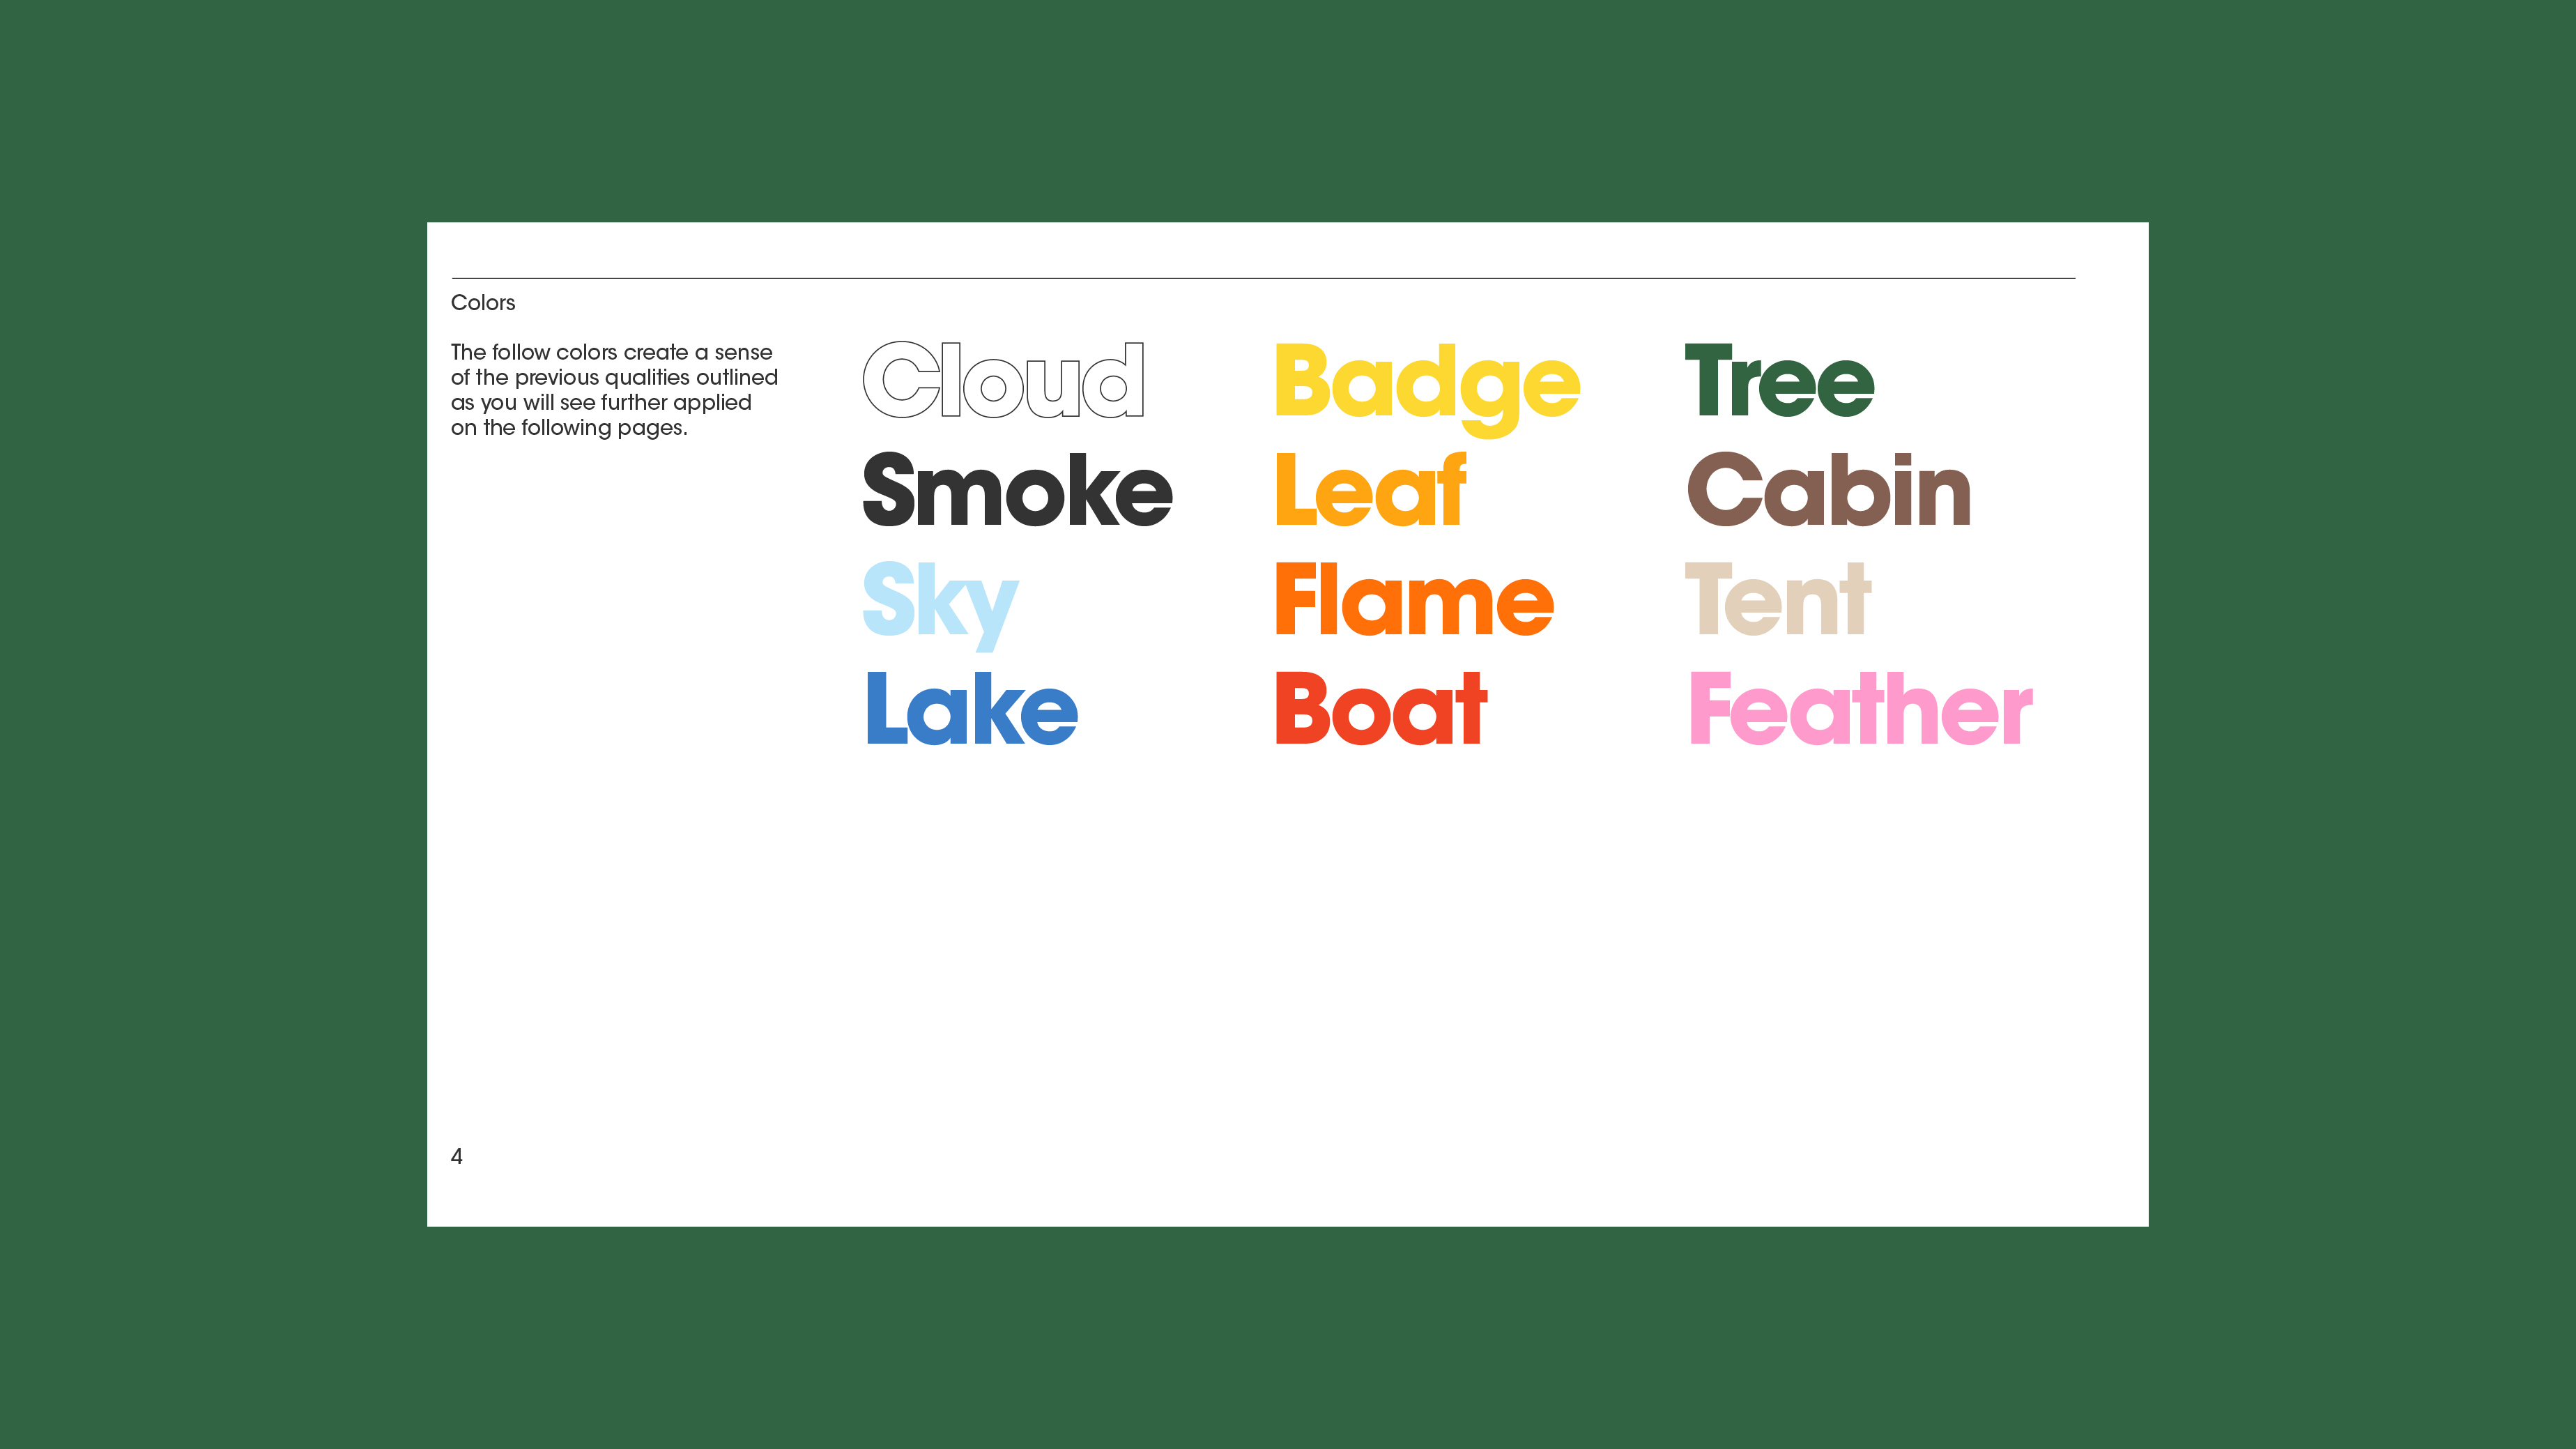 Colors
The follow colors create a sense
of the previous qualities outlined
as you will see further applied
on the following pages.
Cloud
Smoke
Sky
Lake
Badge
Leaf
Flame
Boat
Tree
Cabin
Tent
Feather
4